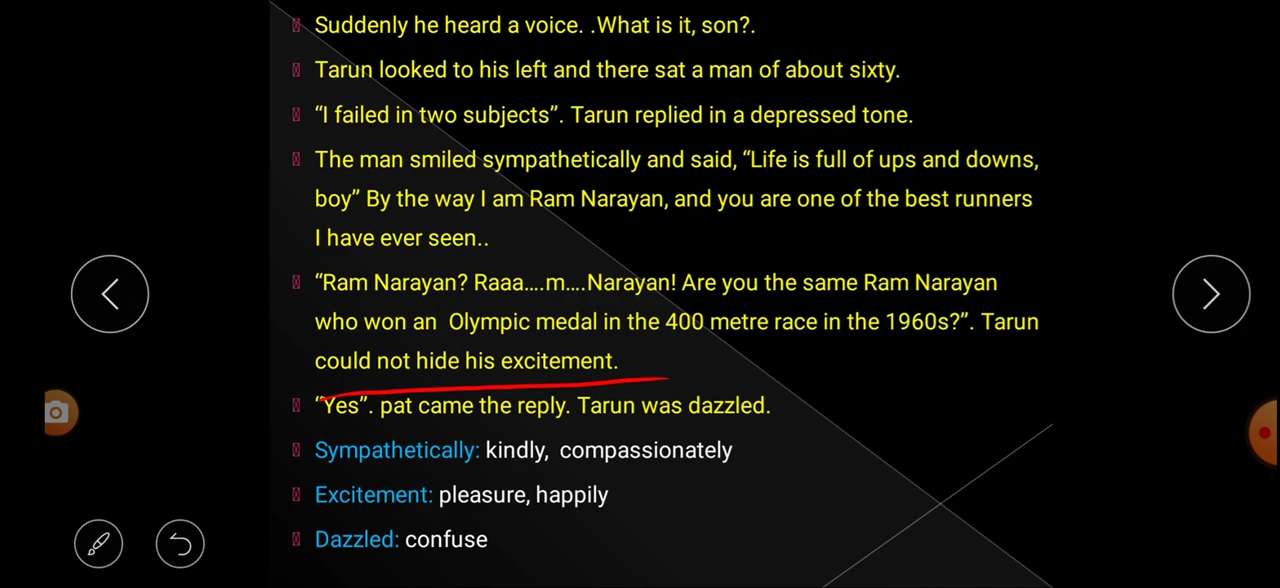 Suddenly he heard a voice. .What is it, son?.
Tarun looked to his left and there sat a man of about sixty.
“I failed in two subjects”. Tarun replied in a depressed tone.
The man smiled sympathetically and said, “Life is full of ups and downs,
boy” By the way I am Ram Narayan, and you are one of the best runners
I have ever seen..
“Ram Narayan? Raaa....m....Narayan! Are you the same Ram Narayan
who won an Olympic medal in the 400 metre race in the 1960s?”. Tarun
could not hide his excitement.
“Yes”. pat came the reply. Tarun was dazzled.
Sympathetically: kindly, compassionately
Excitement: pleasure, happily
Dazzled: confuse